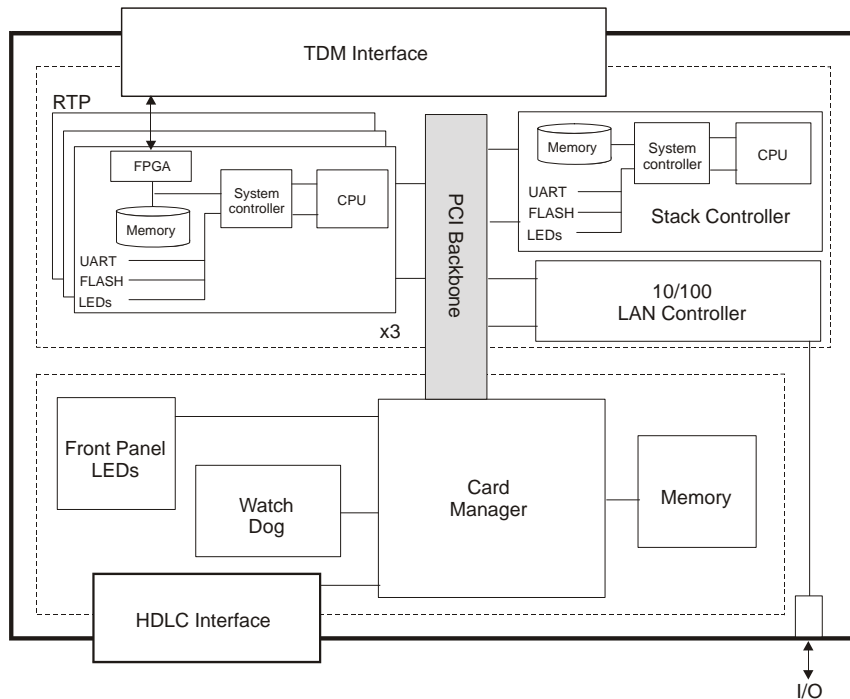 TDM Interface
RTP
FPGA
Memory
System
controller
CPU
UART
FLASH
LEDs
x3
PCI Backbone
Memory
System
controller
CPU
UART
FLASH
LEDs
Stack Controller
10/100
LAN Controller
Front Panel
LEDs
Watch
Dog
Card
Manager
Memory
HDLC Interface
I/O